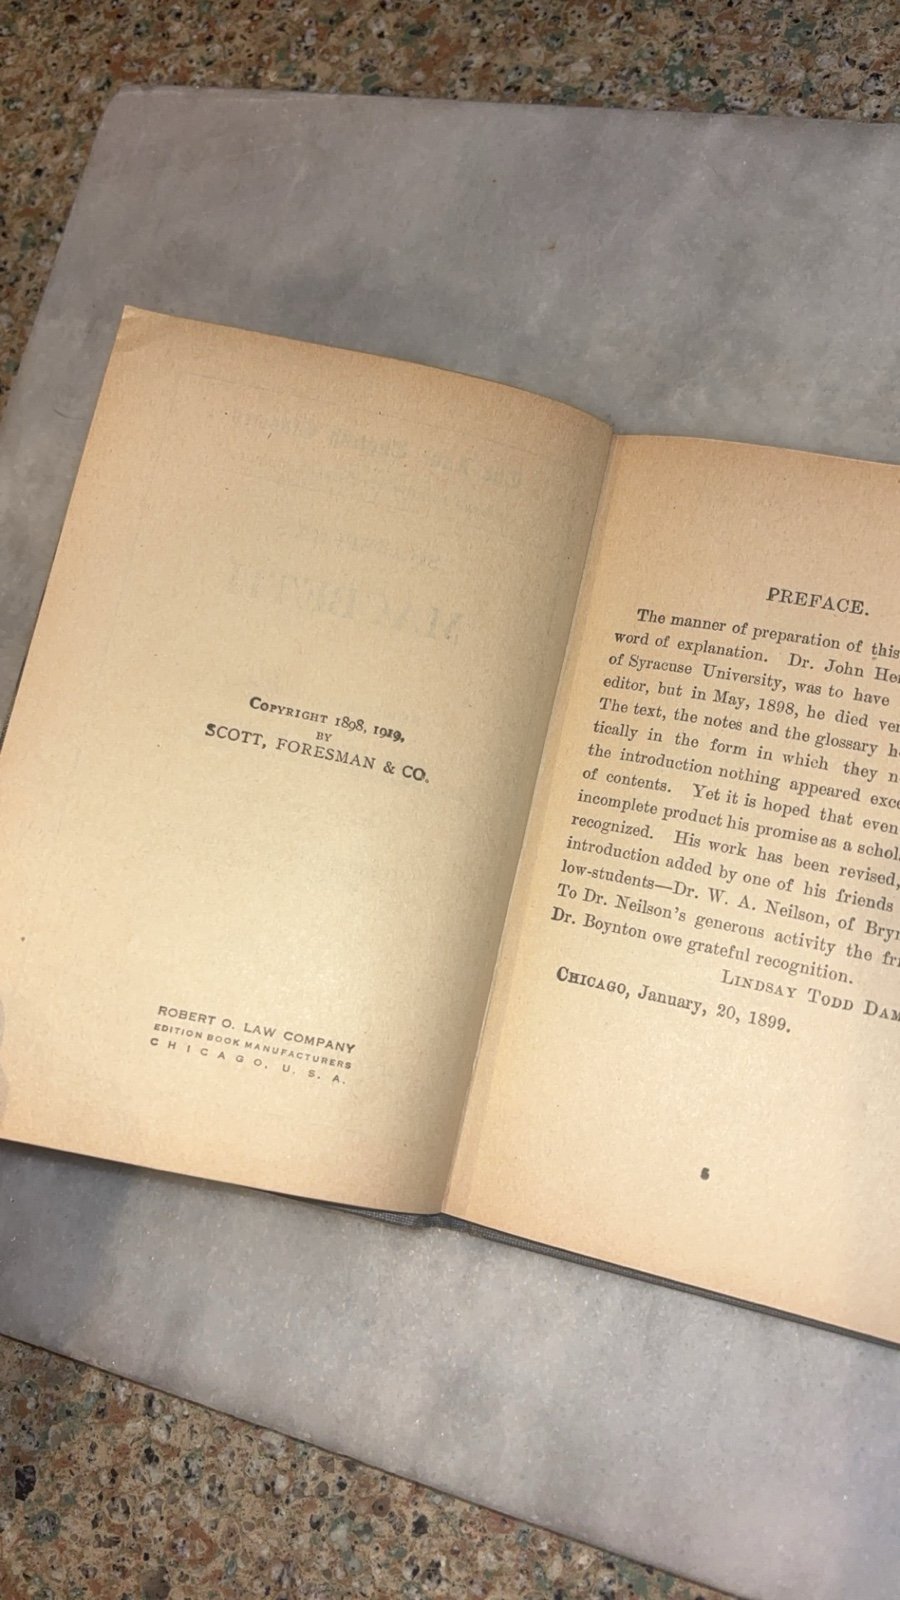 COPYRIGHT 1898, 1919,
BY
SCOTT, FORESMAN & CO.
ROBERT O. LAW COMPANY
EDITION BOOK MANUFACTURERS
CHICAGO, U. S. A.
PREFACE.
The manner of preparation of this
word of explanation. Dr. John
of Syracuse University, was to have
editor, but in May, 1898, he died
The text, the notes and the glossary
tically in the form in which they
the introduction nothing appeared
of contents. Yet it is hoped that even
incomplete product his promise as a
recognized. His work has been revised,
introduction added by one of his friends
low-students—Dr. W. A. Neilson, of
To Dr. Neilson's generous activity the
Dr. Boynton owe grateful recognition.
LINDSAY TODD
CHICAGO, January, 20, 1899.
5